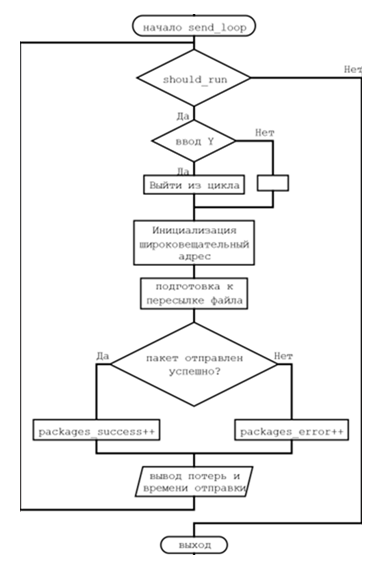 начало send_loop
should_run
Нет
Да
ввод Y
Нет
Да
Выйти из цикла
Инициализация
широковещательный
адрес
подготовка к
пересылке файла
пакет отправлен
успешно?
Да
Нет
packages_success++
packages_error++
вывод потерь и
времени отправки
выход